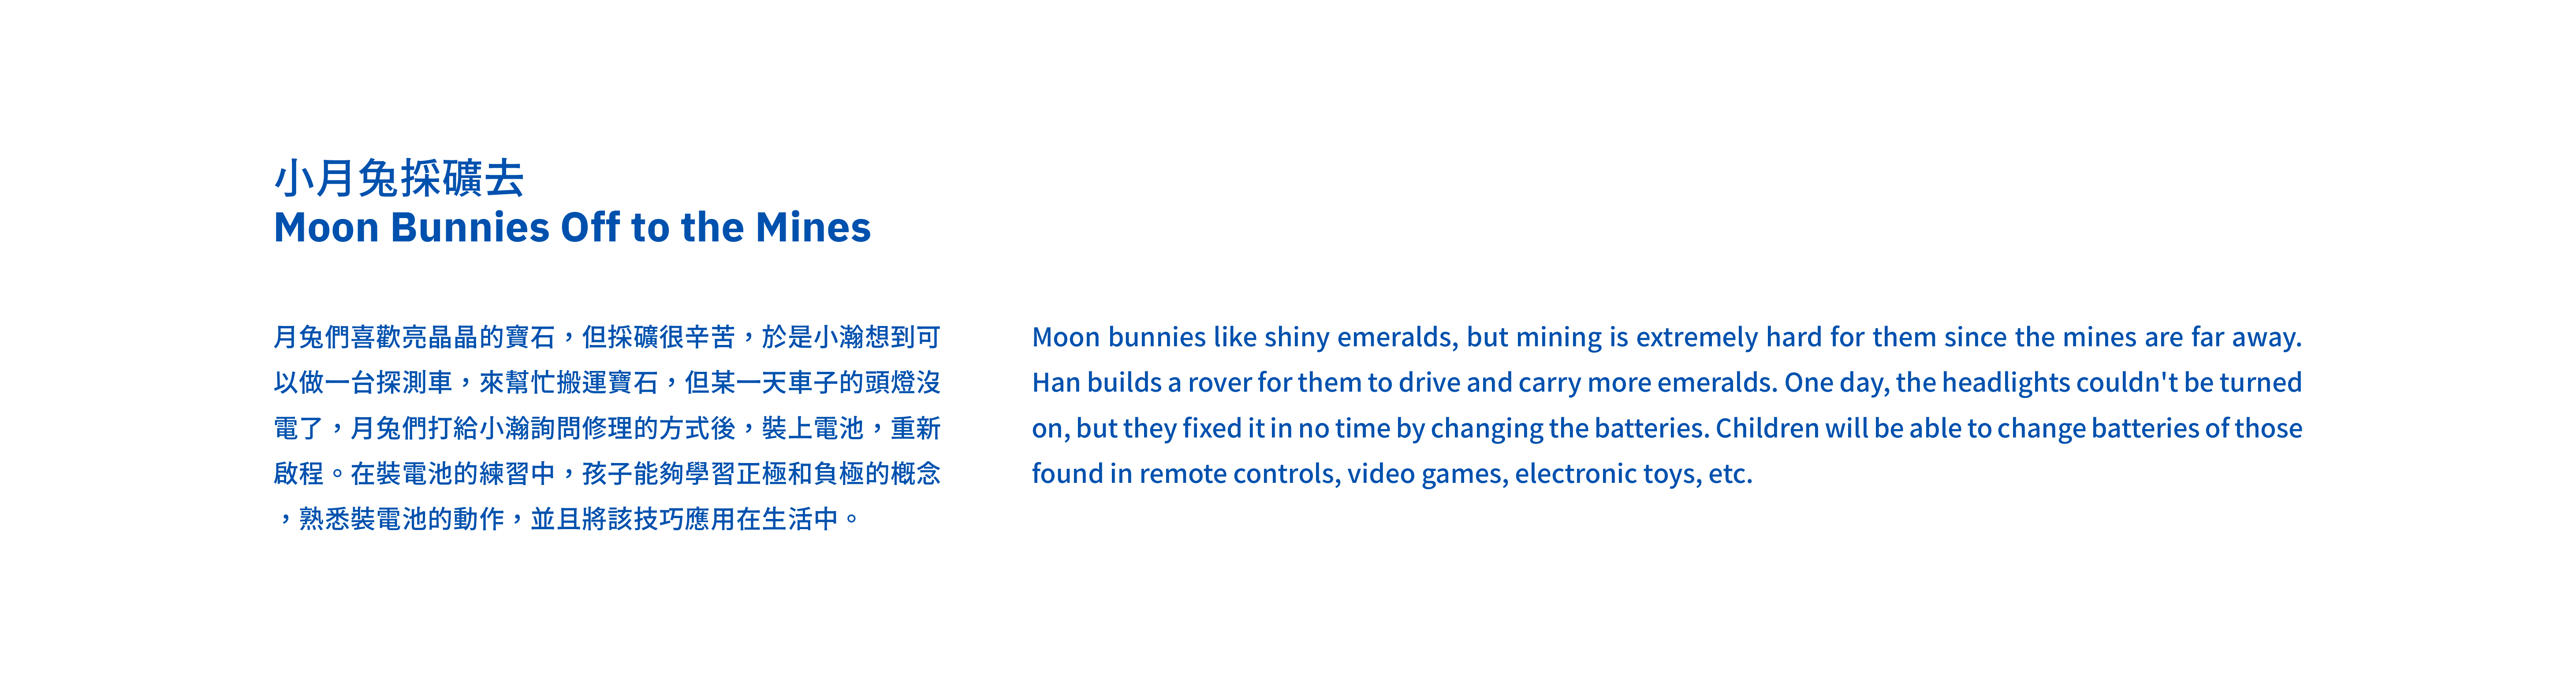 小月兔採礦去
Moon Bunnies Off to the Mines
月兔們喜歡亮晶晶的寶石，但採礦很辛苦，於是小瀚想到可
以做一台探測車，來幫忙搬運寶石，但某一天車子的頭燈沒
電了，月兔們打給小瀚詢問修理的方式後，裝上電池，重新
啟程。在裝電池的練習中，孩子能夠學習正極和負極的概念
，熟悉裝電池的動作，並且將該技巧應用在生活中。
Moon bunnies like shiny emeralds, but mining is extremely hard for them since the mines are far away.
Han builds a rover for them to drive and carry more emeralds. One day, the headlights couldn't be turned
on, but they fixed it in no time by changing the batteries. Children will be able to change batteries of those
found in remote controls, video games, electronic toys, etc.